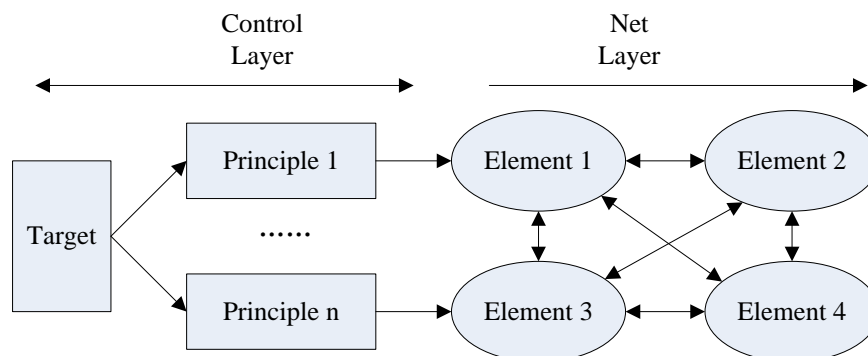 Control
Layer
Net
Layer
Principle 1
Element 1
Element 2
Target
......
Principle n
Element 3
Element 4